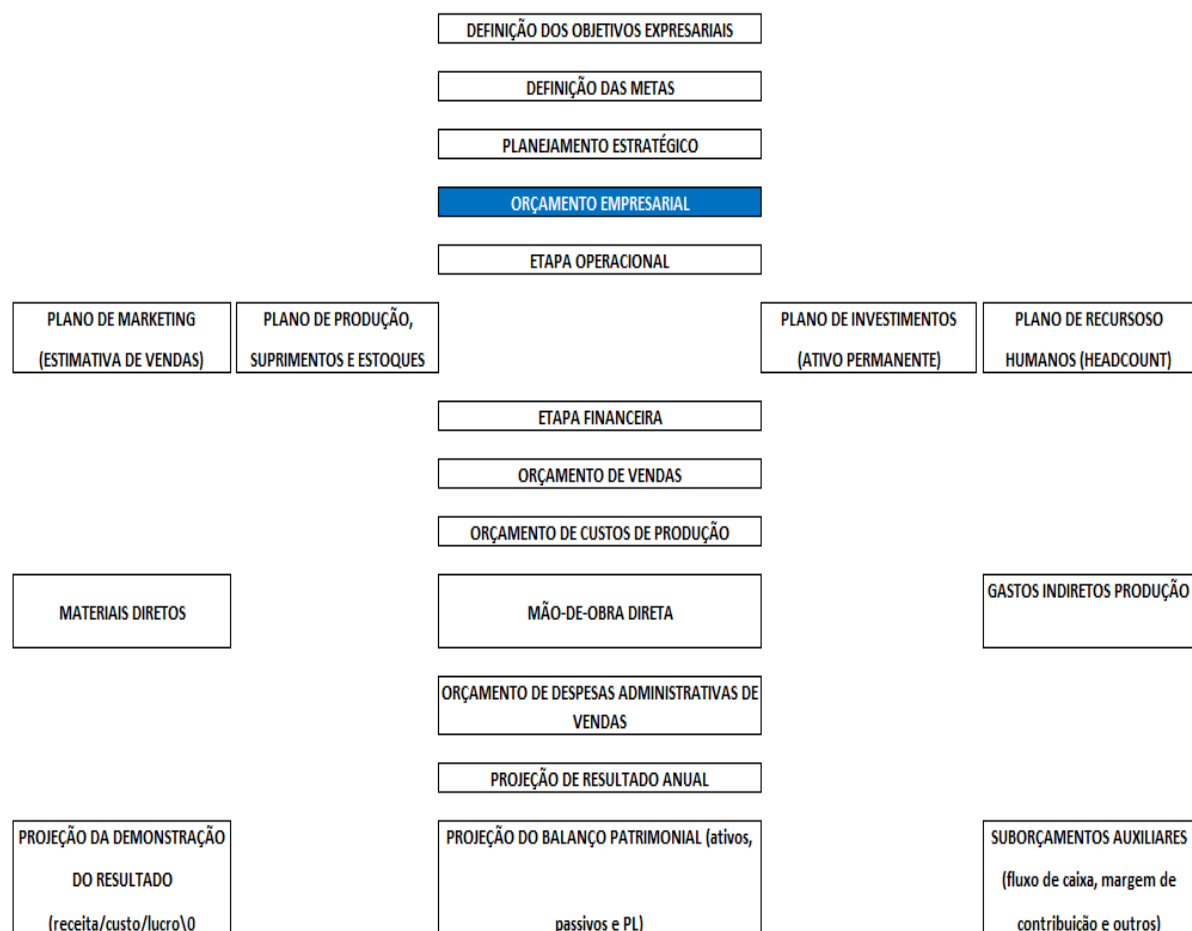 DEFINIÇÃO DOS OBJETIVOS EXPRESARIAIS
DEFINIÇÃO DAS METAS
PLANEJAMENTO ESTRATÉGICO
ORÇAMENTO EMPRESARIAL
ETAPA OPERACIONAL
PLANO DE MARKETING
(ESTIMATIVA DE VENDAS)
PLANO DE PRODUÇÃO,
SUPRIMENTOS E ESTOQUES
PLANO DE INVESTIMENTOS
(ATIVO PERMANENTE)
PLANO DE RECURSOSO
HUMANOS (HEADCOUNT)
ETAPA FINANCEIRA
ORÇAMENTO DE VENDAS
ORÇAMENTO DE CUSTOS DE PRODUÇÃO
MATERIAIS DIRETOS
MÃO-DE-OBRA DIRETA
GASTOS INDIRETOS PRODUÇÃO
ORÇAMENTO DE DESPESAS ADMINISTRATIVAS DE
VENDAS
PROJEÇÃO DE RESULTADO ANUAL
PROJEÇÃO DA DEMONSTRAÇÃO
DO RESULTADO
(receita/custo/lucro\0
PROJEÇÃO DO BALANÇO PATRIMONIAL (ativos,
passivos e PL)
SUBORÇAMENTOS AUXILIARES
(fluxo de caixa, margem de
contribuição e outros)